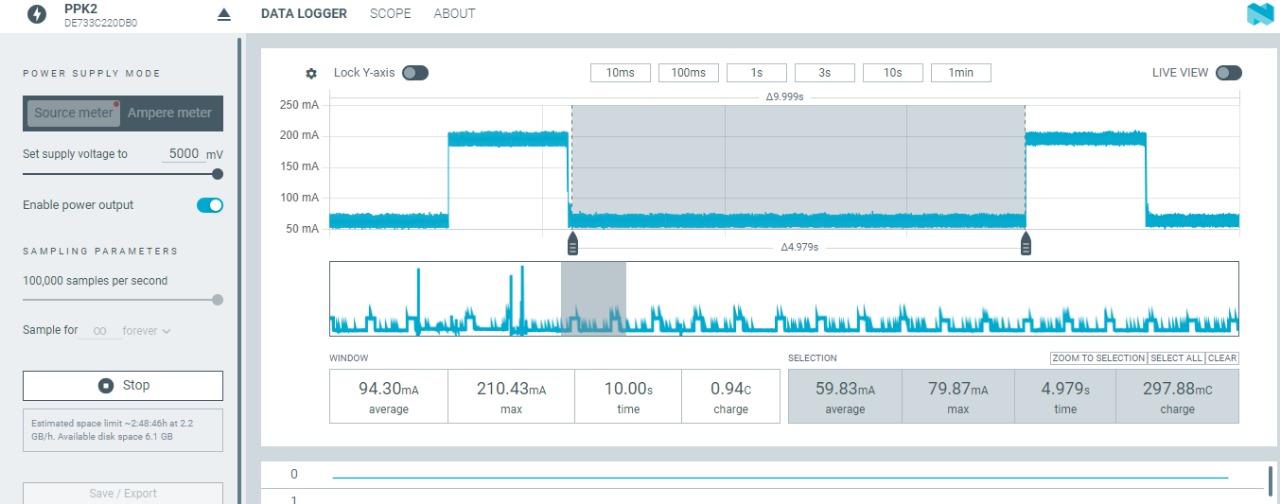 PPK2
DE733C220DB0
DATA LOGGER SCOPE ABOUT
POWER SUPPLY MODE
Source meter Ampere meter
Set supply voltage to 5000 mV
Enable power output
SAMPLING PARAMETERS
100,000 samples per second
Sample for ∞ forever
Stop
Estimated space limit ~2:48:46h at 2.2
GB/h. Available disk space 6.1 GB
Save / Export
Lock Y-axis 10ms 100ms 1s 3s 10s 1min LIVE VIEW
Δ9.999s
250 mA
200 mA
150 mA
100 mA
50 mA
Δ4.979s
WINDOW
94.30mA 210.43mA 10.00s 0.94C
average max time charge
SELECTION ZOOM TO SELECTION SELECT ALL CLEAR
59.83mA 79.87mA 4.979s 297.88mC
average max time charge
0
1